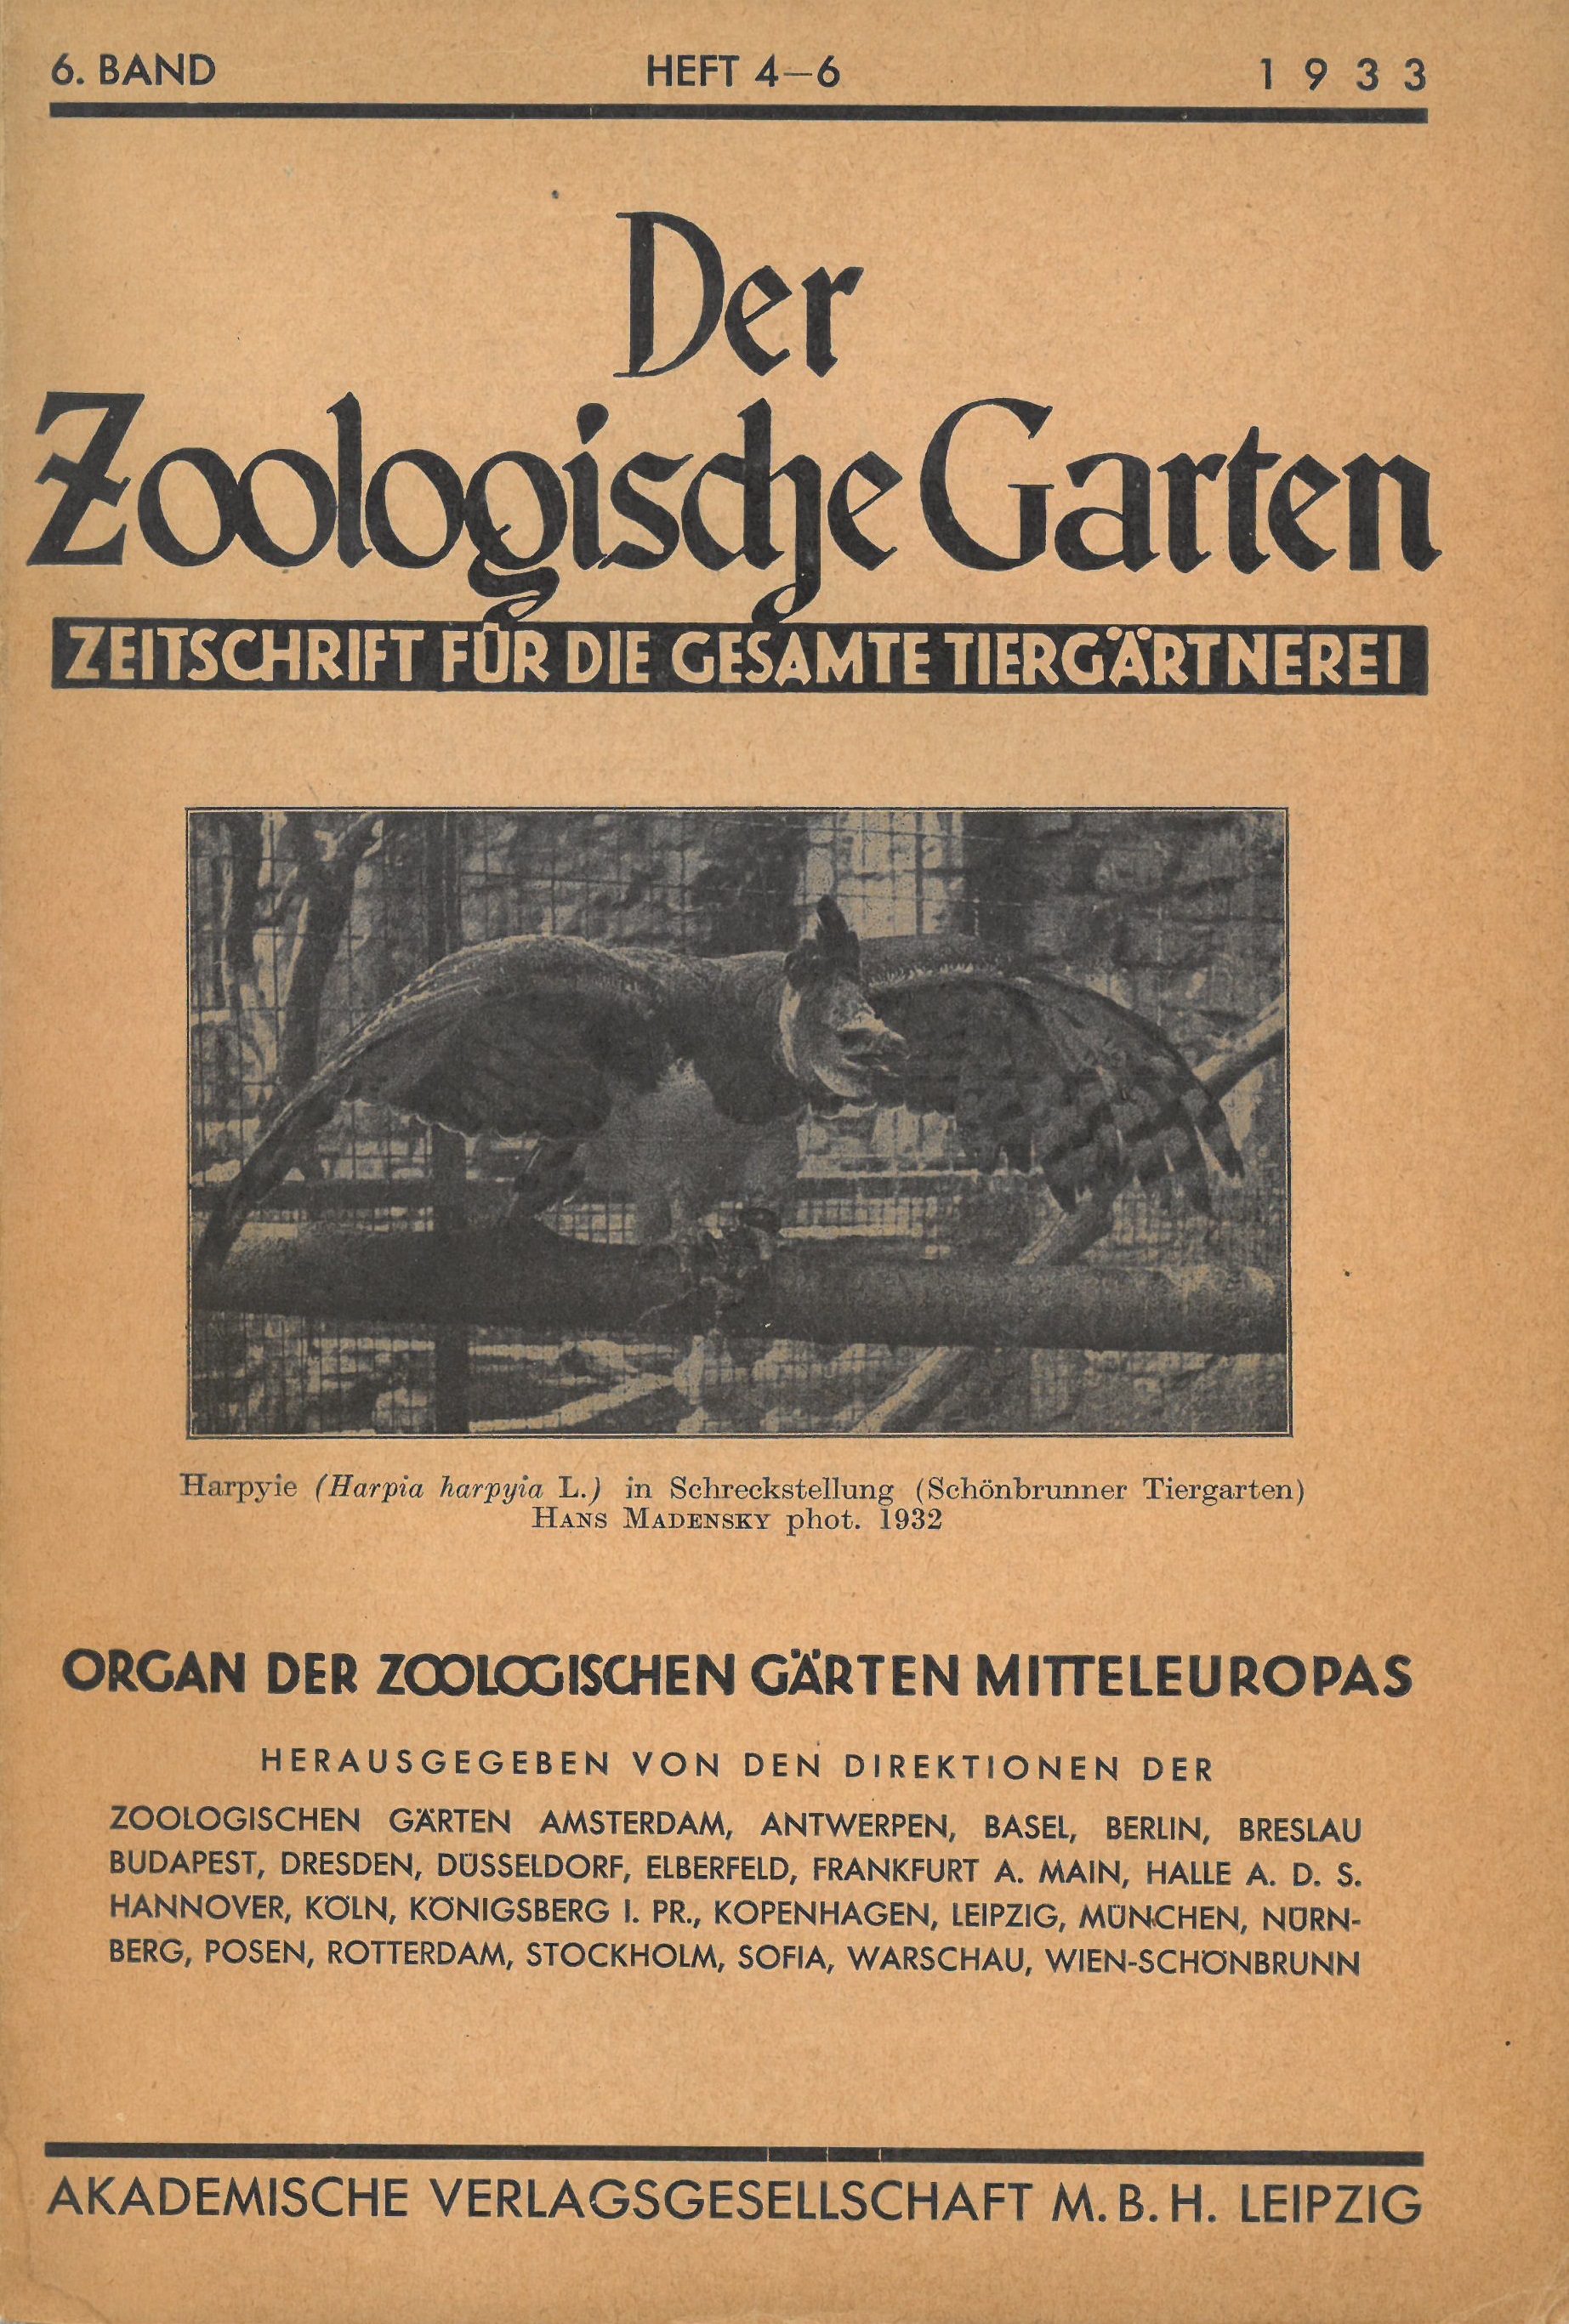 6. BAND HEFT 4–6 1933
Der
Zoologische Garten
ZEITSCHRIFT FÜR DIE GESAMTE TIERGÄRTNEREI
Harpyie (Harpia harpyia L.) in Schreckstellung (Schönbrunner Tiergarten)
HANS MADENSKY phot. 1932
ORGAN DER ZOOLOGISCHEN GÄRTEN MITTELEUROPAS
HERAUSGEGEBEN VON DEN DIREKTIONEN DER
ZOOLOGISCHEN GÄRTEN AMSTERDAM, ANTWERPEN, BASEL, BERLIN, BRESLAU
BUDAPEST, DRESDEN, DÜSSELDORF, ELBERFELD, FRANKFURT A. MAIN, HALLE A. D. S.
HANNOVER, KÖLN, KÖNIGSBERG I. PR., KOPENHAGEN, LEIPZIG, MÜNCHEN, NÜRN-
BERG, POSEN, ROTTERDAM, STOCKHOLM, SOFIA, WARSCHAU, WIEN-SCHÖNBRUNN
AKADEMISCHE VERLAGSGESELLSCHAFT M.B.H. LEIPZIG